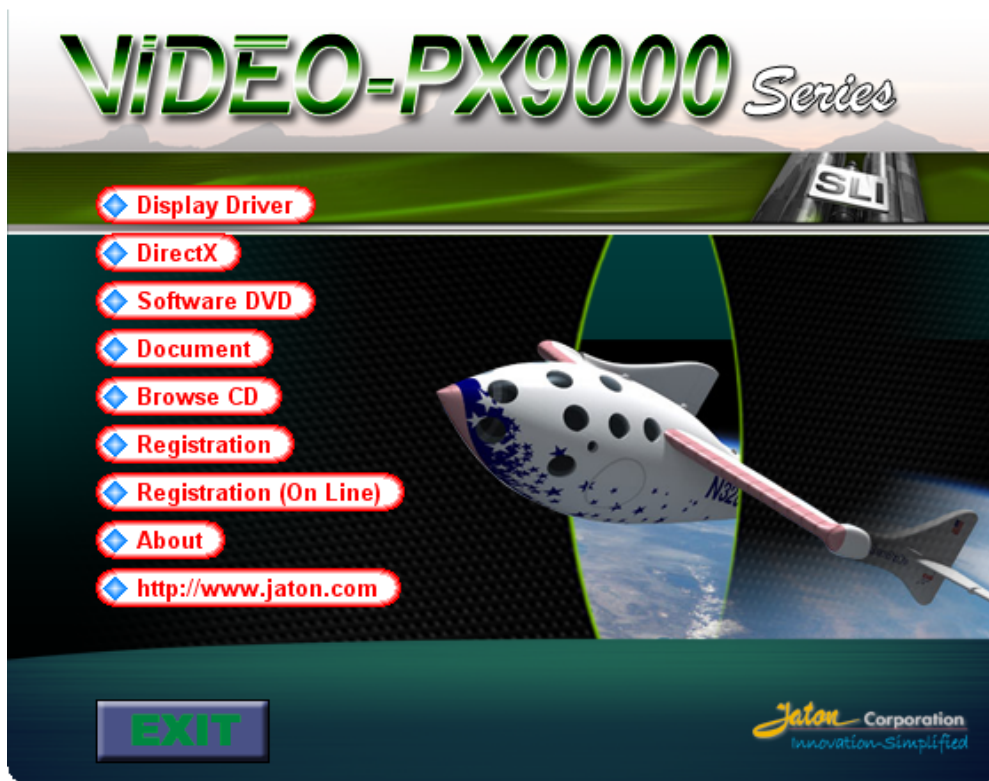 ViDEO-PX9000 Series
SLI
Display Driver
DirectX
Software DVD
Document
Browse CD
Registration
Registration (On Line)
About
http://www.jaton.com
EXIT
Jaton Corporation
Innovation-Simplified